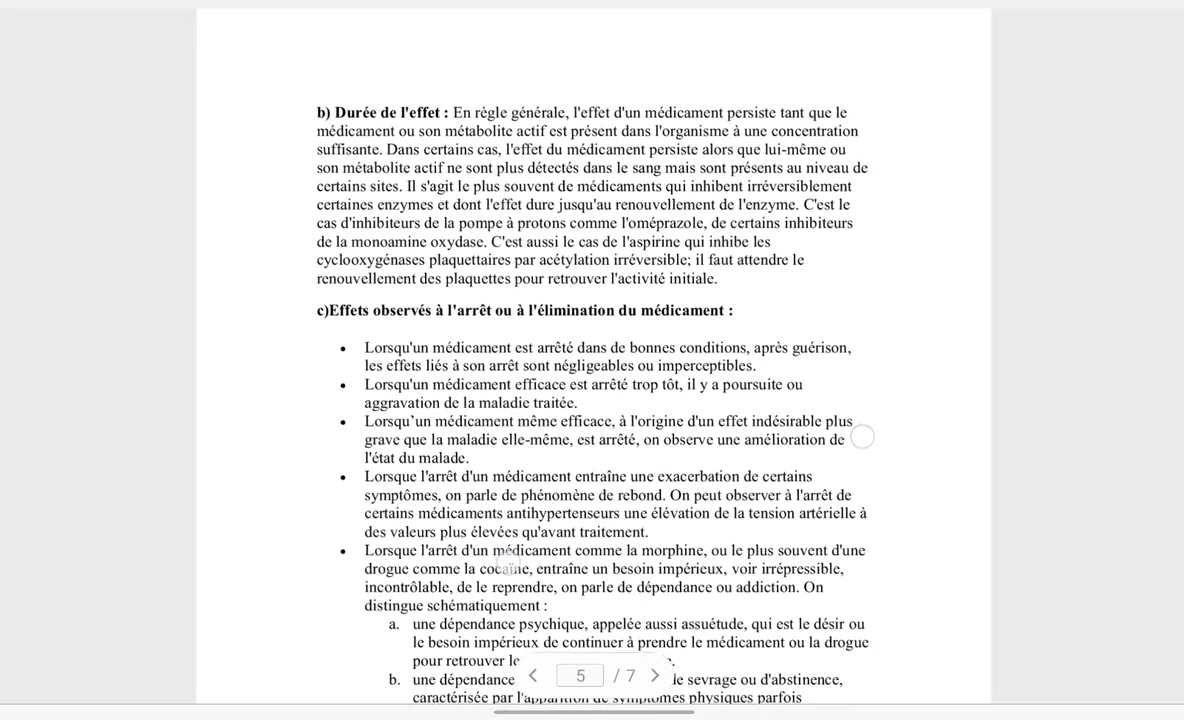 b) Durée de l'effet : En règle générale, l'effet d'un médicament persiste tant que le
médicament ou son métabolite actif est présent dans l'organisme à une concentration
suffisante. Dans certains cas, l'effet du médicament persiste alors que lui-même ou
son métabolite actif ne sont plus détectés dans le sang mais sont présents au niveau de
certains sites. Il s'agit le plus souvent de médicaments qui inhibent irréversiblement
certaines enzymes et dont l'effet dure jusqu'au renouvellement de l'enzyme. C'est le
cas d'inhibiteurs de la pompe à protons comme l'oméprazole, de certains inhibiteurs
de la monoamine oxydase. C'est aussi le cas de l'aspirine qui inhibe les
cyclooxygénases plaquettaires par acétylation irréversible; il faut attendre le
renouvellement des plaquettes pour retrouver l'activité initiale.
c)Effets observés à l'arrêt ou à l'élimination du médicament :
• Lorsqu'un médicament est arrêté dans de bonnes conditions, après guérison,
les effets liés à son arrêt sont négligeables ou imperceptibles.
• Lorsqu'un médicament efficace est arrêté trop tôt, il y a poursuite ou
aggravation de la maladie traitée.
• Lorsqu’un médicament même efficace, à l'origine d'un effet indésirable plus
grave que la maladie elle-même, est arrêté, on observe une amélioration de
l'état du malade.
• Lorsque l'arrêt d'un médicament entraîne une exacerbation de certains
symptômes, on parle de phénomène de rebond. On peut observer à l'arrêt de
certains médicaments antihypertenseurs une élévation de la tension artérielle à
des valeurs plus élevées qu'avant traitement.
• Lorsque l'arrêt d'un médicament comme la morphine, ou le plus souvent d'une
drogue comme la cocaïne, entraîne un besoin impérieux, voir irrépressible,
incontrôlable, de le reprendre, on parle de dépendance ou addiction. On
distingue schématiquement :
a. une dépendance psychique, appelée aussi assuétude, qui est le désir ou
le besoin impérieux de continuer à prendre le médicament ou la drogue
pour retrouver
b. une dépendance le sevrage ou d'abstinence,
caractérisée par l'apparition de symptômes physiques parfois
5 / 7